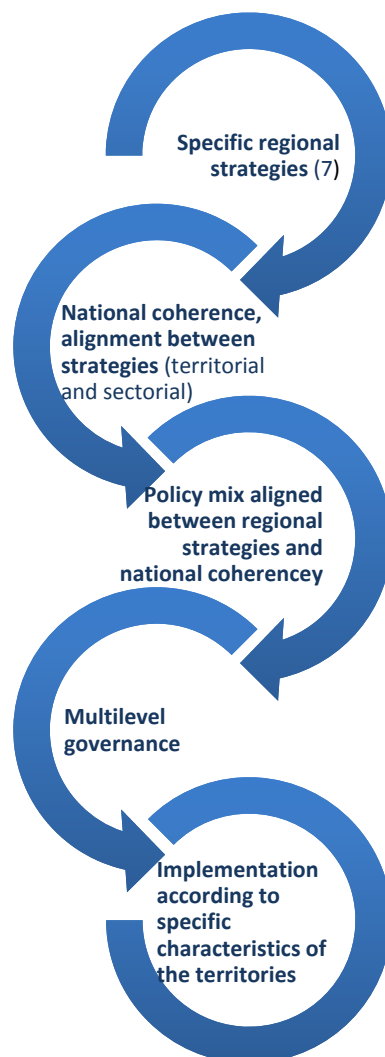 Specific regional
strategies (7)
National coherence,
alignment between
strategies (territorial
and sectorial)
Policy mix aligned
between regional
strategies and
national coherencey
Multilevel
governance
Implementation
according to
specific
characteristics of
the territories